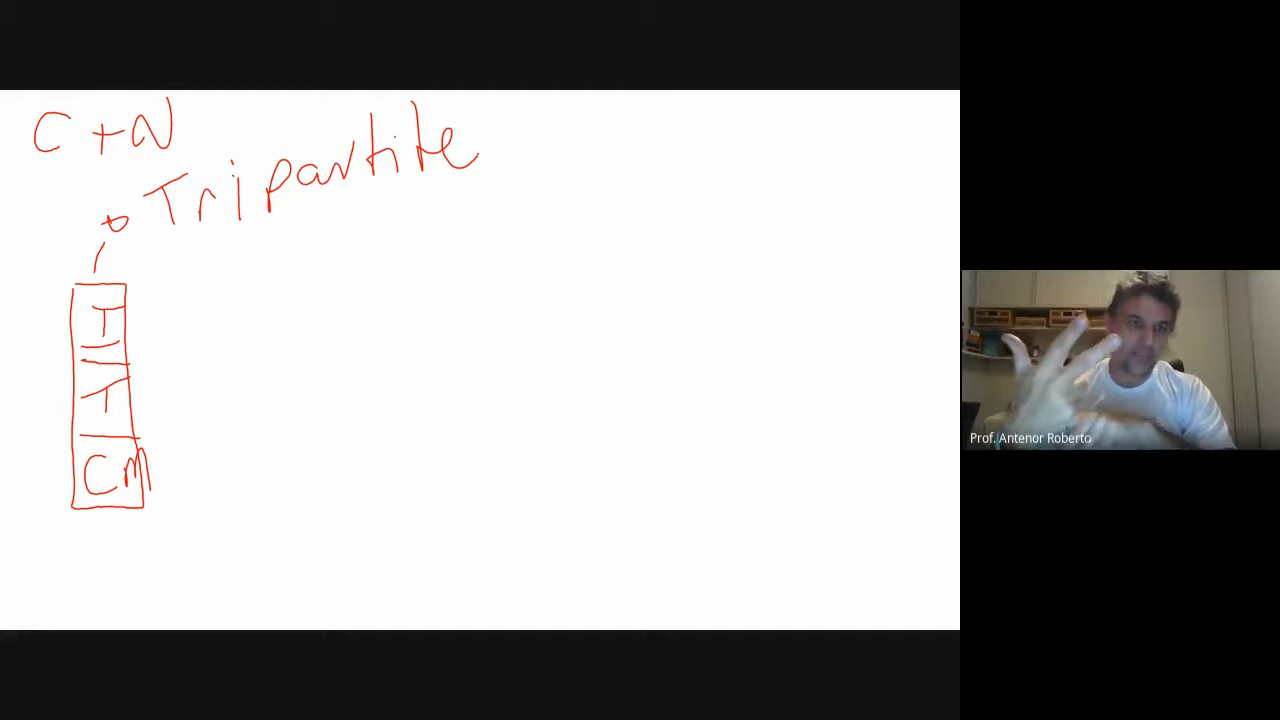 C + N
Tripartite
T
T
CM
Prof. Antenor Roberto